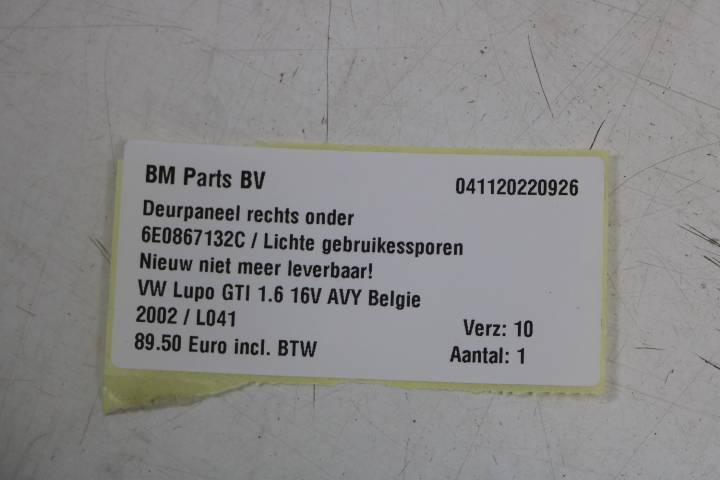 BM Parts BV 041120220926
Deurpaneel rechts onder
6E0867132C / Lichte gebruikessporen
Nieuw niet meer leverbaar!
VW Lupo GTI 1.6 16V AVY Belgie
2002 / L041 Verz: 10
89.50 Euro incl. BTW Aantal: 1